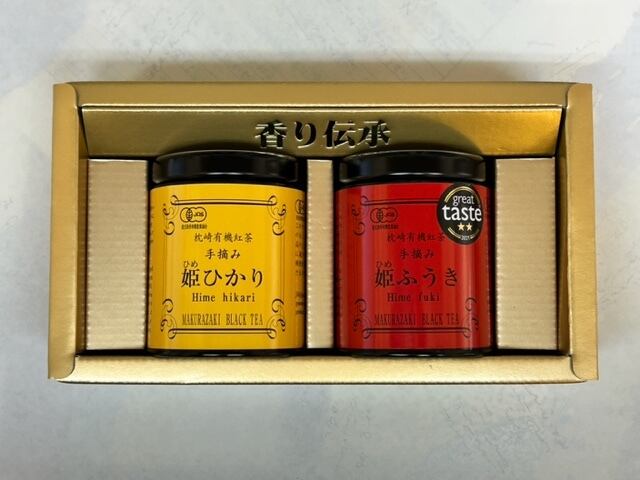 香り伝承
JAS
枕崎有機紅茶
手摘み
ひめ
姫ひかり
Hime hikari
MAKURAZAKI BLACK TEA
JAS
枕崎有機紅茶
手摘み
ひめ
姫ふうき
Hime fuki
MAKURAZAKI BLACK TEA
great
taste